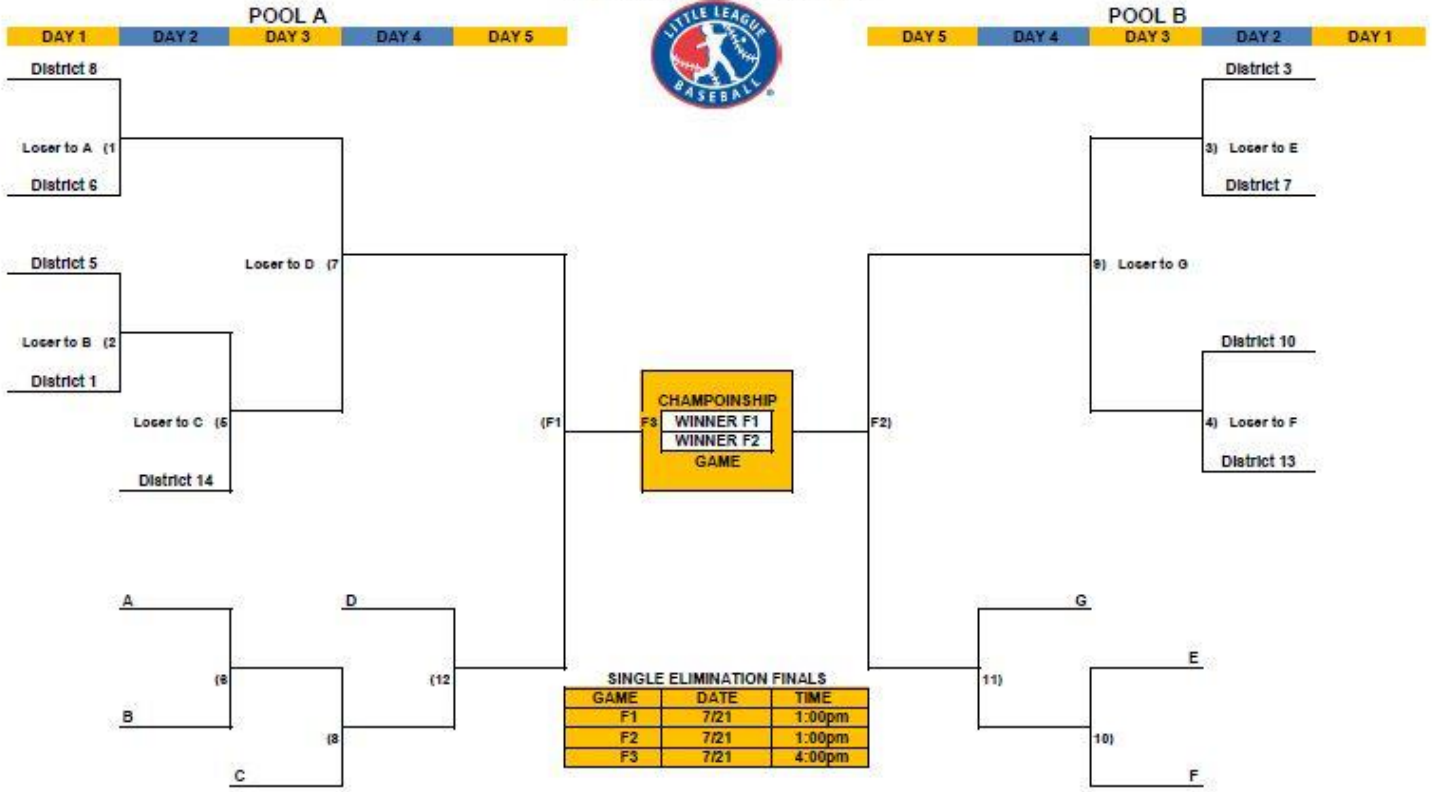 POOL A
POOL B
DAY 1 DAY 2 DAY 3 DAY 4 DAY 5
DAY 5 DAY 4 DAY 3 DAY 2 DAY 1
LITTLE LEAGUE
BASEBALL
®
District 8
Loser to A (1
District 6
District 5
Loser to B (2
District 1
Loser to C (5
District 14
Loser to D (7
(F1
A
(6
B
(8
C
D
(12
CHAMPOINSHIP
F3 WINNER F1
WINNER F2
GAME
SINGLE ELIMINATION FINALS
GAME DATE TIME
F1 7/21 1:00pm
F2 7/21 1:00pm
F3 7/21 4:00pm
District 3
3) Loser to E
District 7
9) Loser to G
District 10
4) Loser to F
District 13
F2)
G
11)
E
10)
F